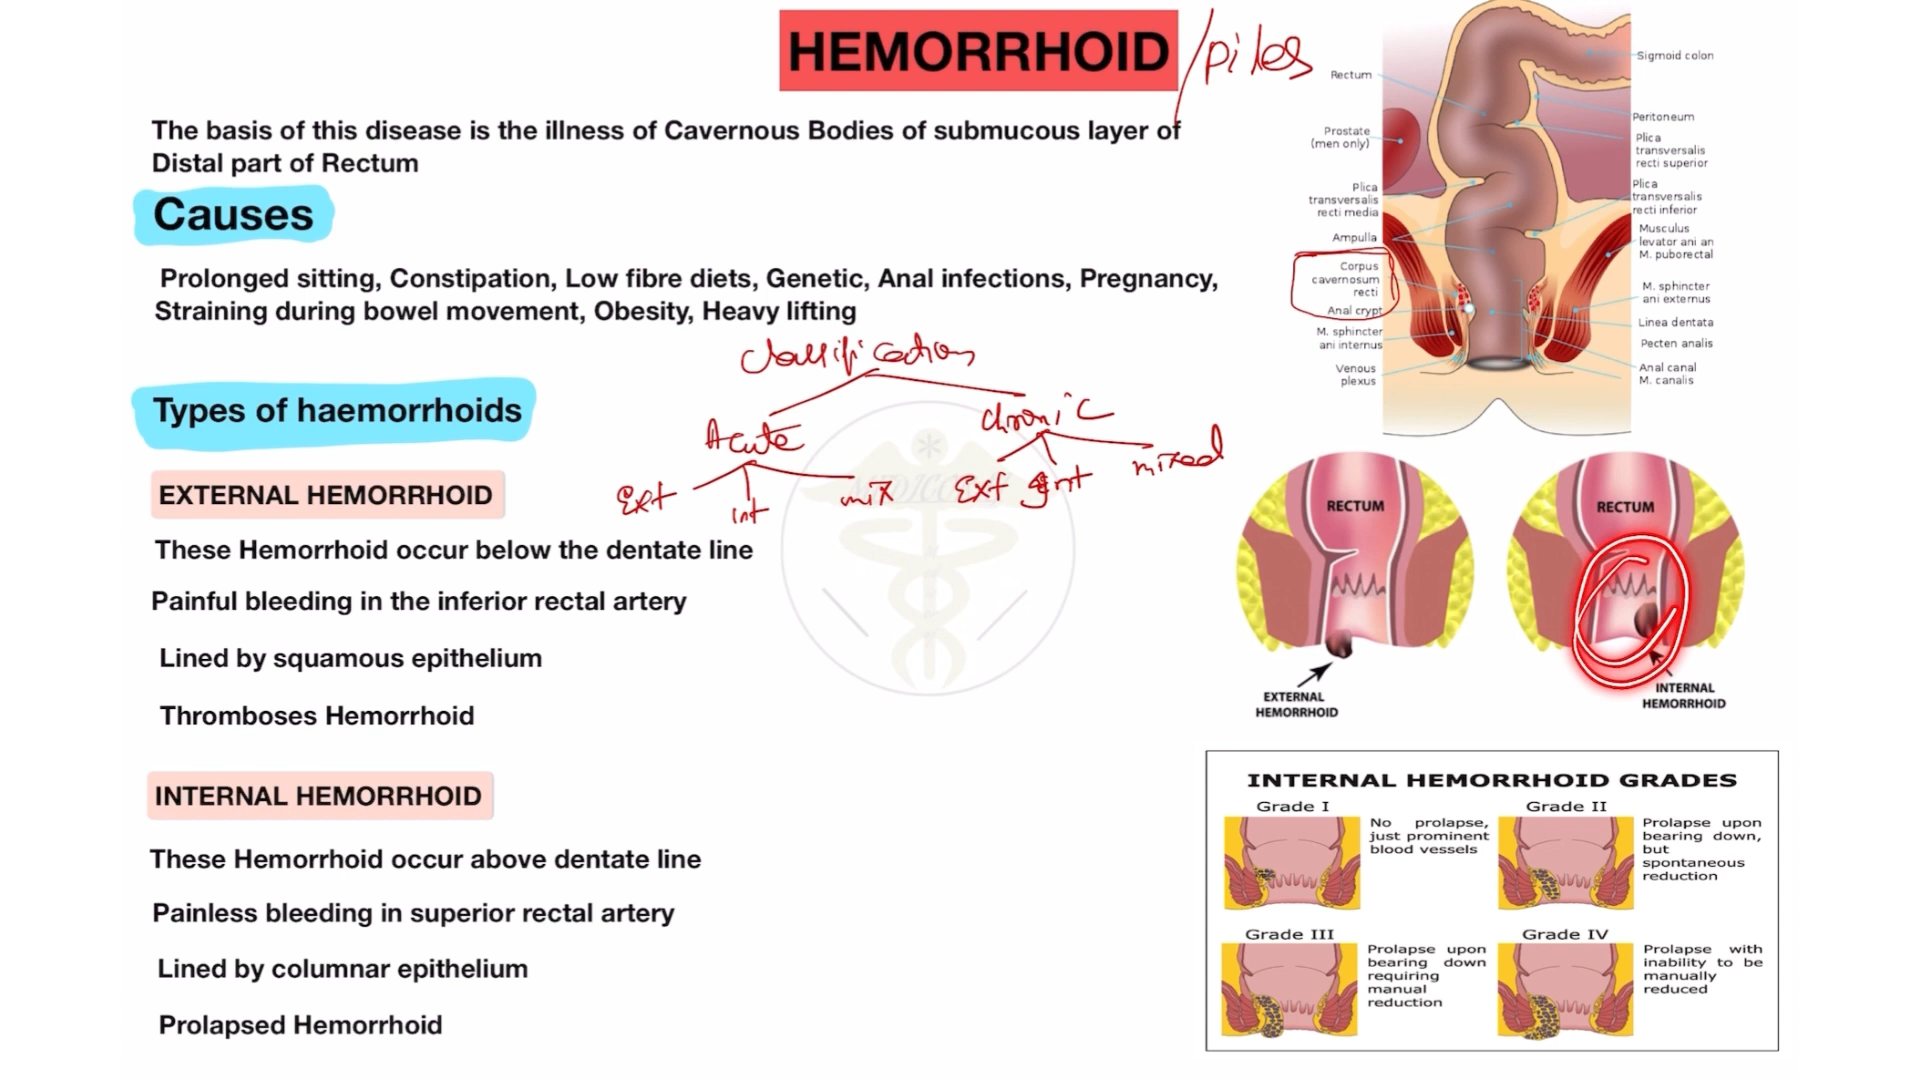 HEMORRHOID /piles
The basis of this disease is the illness of Cavernous Bodies of submucous layer of
Distal part of Rectum
Causes
Prolonged sitting, Constipation, Low fibre diets, Genetic, Anal infections, Pregnancy,
Straining during bowel movement, Obesity, Heavy lifting
Classification
Acute
chronic
Ext
int
mix
Ext
int
mixed
Types of haemorrhoids
EXTERNAL HEMORRHOID
These Hemorrhoid occur below the dentate line
Painful bleeding in the inferior rectal artery
Lined by squamous epithelium
Thromboses Hemorrhoid
INTERNAL HEMORRHOID
These Hemorrhoid occur above dentate line
Painless bleeding in superior rectal artery
Lined by columnar epithelium
Prolapsed Hemorrhoid
Rectum
Prostate
(men only)
Plica
transversalis
recti media
Ampulla
Corpus
cavernosum
recti
Anal crypt
M. sphincter
ani internus
Venous
plexus
Sigmoid colon
Peritoneum
Plica
transversalis
recti superior
Plica
transversalis
recti inferior
Musculus
levator ani an
M. puborectal
M. sphincter
ani externus
Linea dentata
Pecten analis
Anal canal
M. canalis
RECTUM
EXTERNAL
HEMORRHOID
RECTUM
INTERNAL
HEMORRHOID
INTERNAL HEMORRHOID GRADES
Grade I
No prolapse,
just prominent
blood vessels
Grade II
Prolapse upon
bearing down,
but
spontaneous
reduction
Grade III
Prolapse upon
bearing down
requiring
manual
reduction
Grade IV
Prolapse with
inability to be
manually
reduced